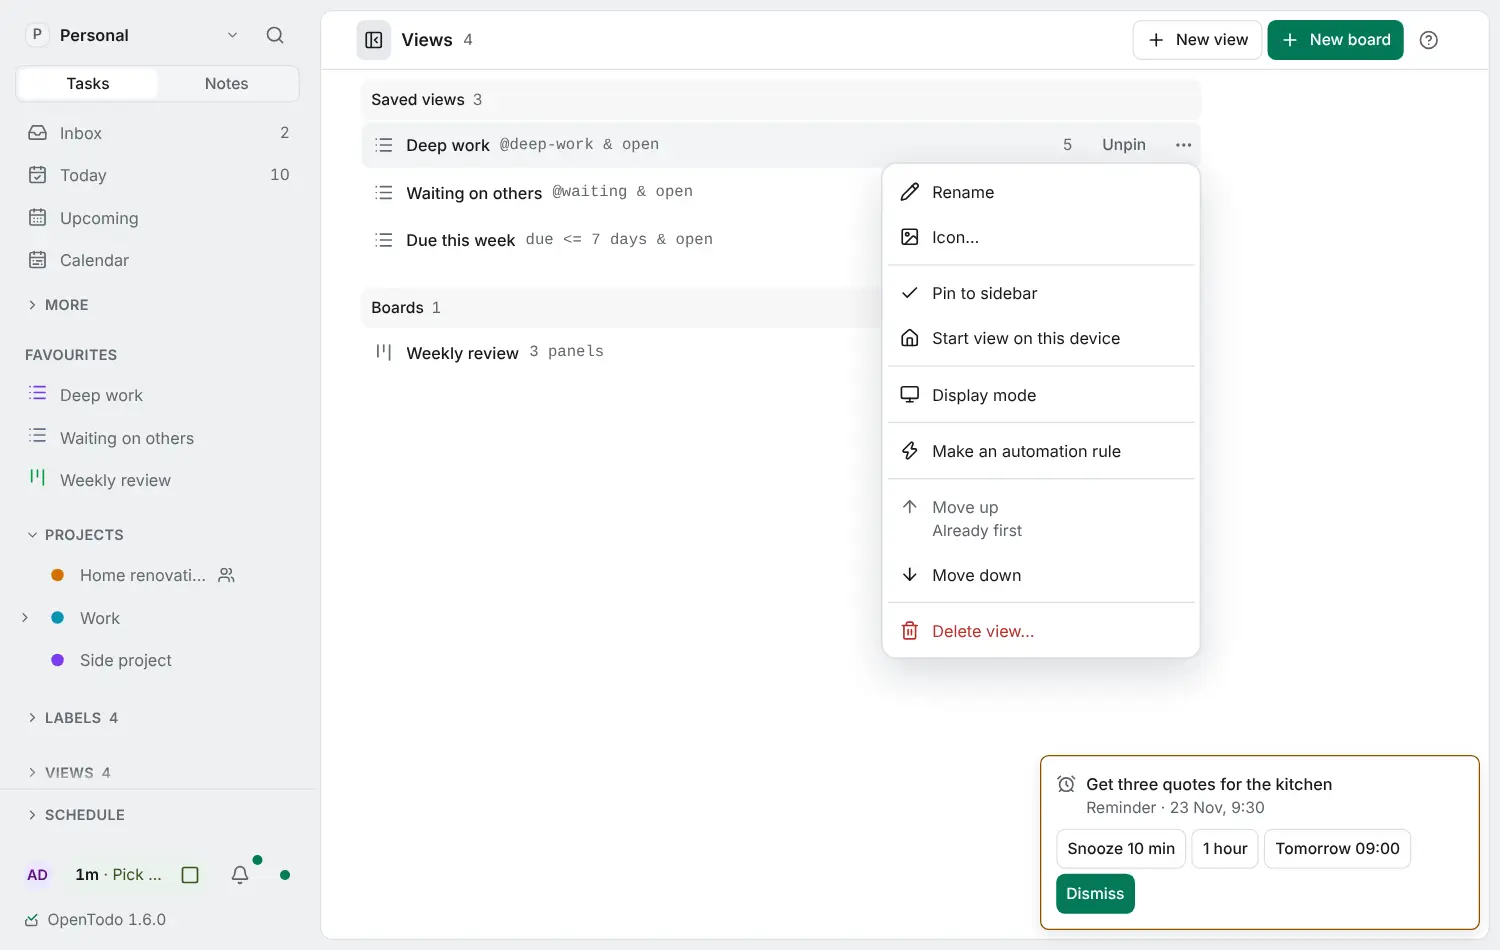 P Personal
Tasks Notes
Inbox 2
Today 10
Upcoming
Calendar
MORE
FAVOURITES
Deep work
Waiting on others
Weekly review
PROJECTS
Home renovati...
Work
Side project
LABELS 4
VIEWS 4
SCHEDULE
AD 1m · Pick ...
OpenTodo 1.6.0
Views 4
New view
New board
Saved views 3
Deep work @deep-work & open 5 Unpin
Waiting on others @waiting & open
Due this week due <= 7 days & open
Boards 1
Weekly review 3 panels
Rename
Icon...
Pin to sidebar
Start view on this device
Display mode
Make an automation rule
Move up
Already first
Move down
Delete view...
Get three quotes for the kitchen
Reminder · 23 Nov, 9:30
Snooze 10 min 1 hour Tomorrow 09:00
Dismiss